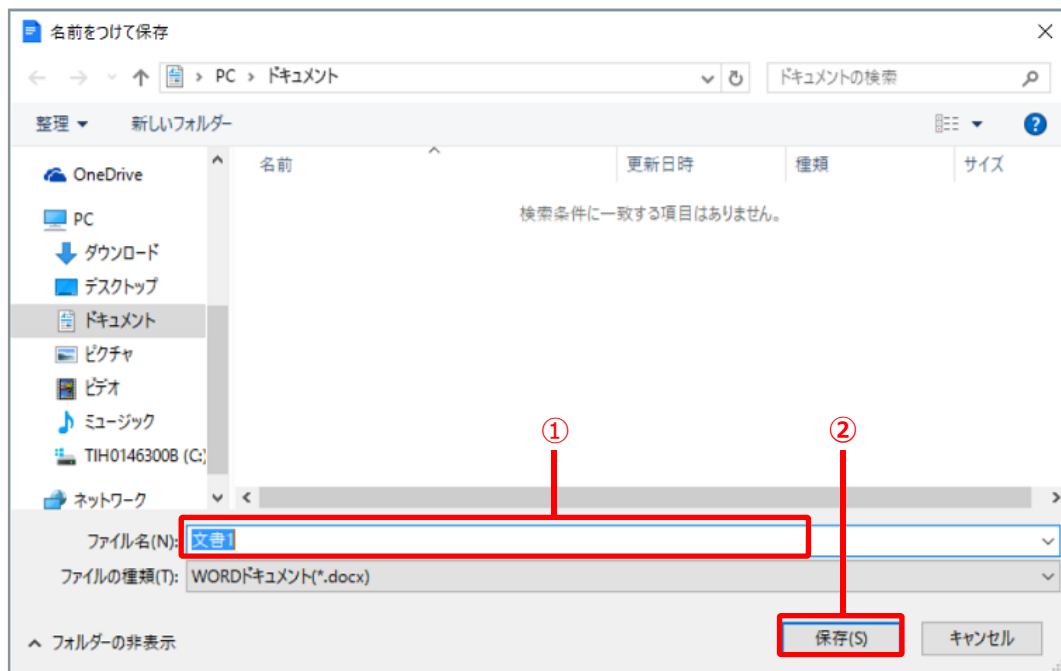 名前をつけて保存
PC › ドキュメント
ドキュメントの検索
整理 ▼ 新しいフォルダー
名前 更新日時 種類 サイズ
検索条件に一致する項目はありません。
OneDrive
PC
ダウンロード
デスクトップ
ドキュメント
ピクチャ
ビデオ
ミュージック
TIH0146300B (C:)
ネットワーク
①
②
ファイル名(N): 文書1
ファイルの種類(T): WORDドキュメント(*.docx)
フォルダーの非表示
保存(S) キャンセル